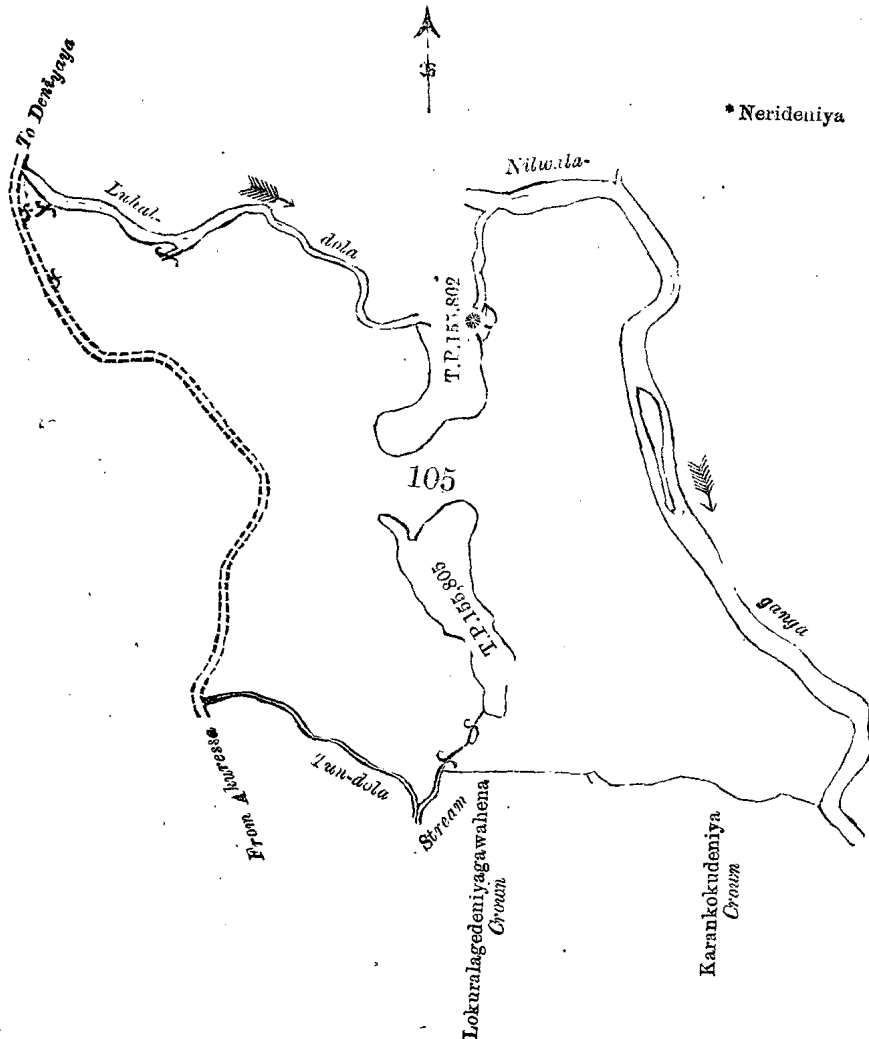 To Deniyaya
* Nerideniya
Nilwala-
Luhal-
dola
T.P.155,802
105
T.P.155,805
ganga
From Akuressa
Tun-dola
Stream
Lokuralagedeniyagawahena
Crown
Karankokudeniya
Crown